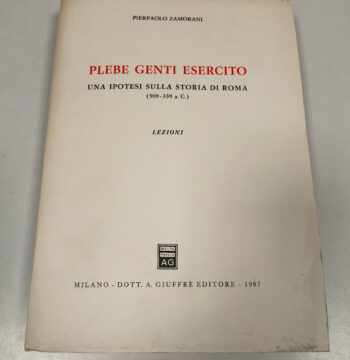 PIERPAOLO ZAMORANI
PLEBE GENTI ESERCITO
UNA IPOTESI SULLA STORIA DI ROMA
(509-339 a. C.)
LEZIONI
AG
MILANO - DOTT. A. GIUFFRÈ EDITORE - 1987